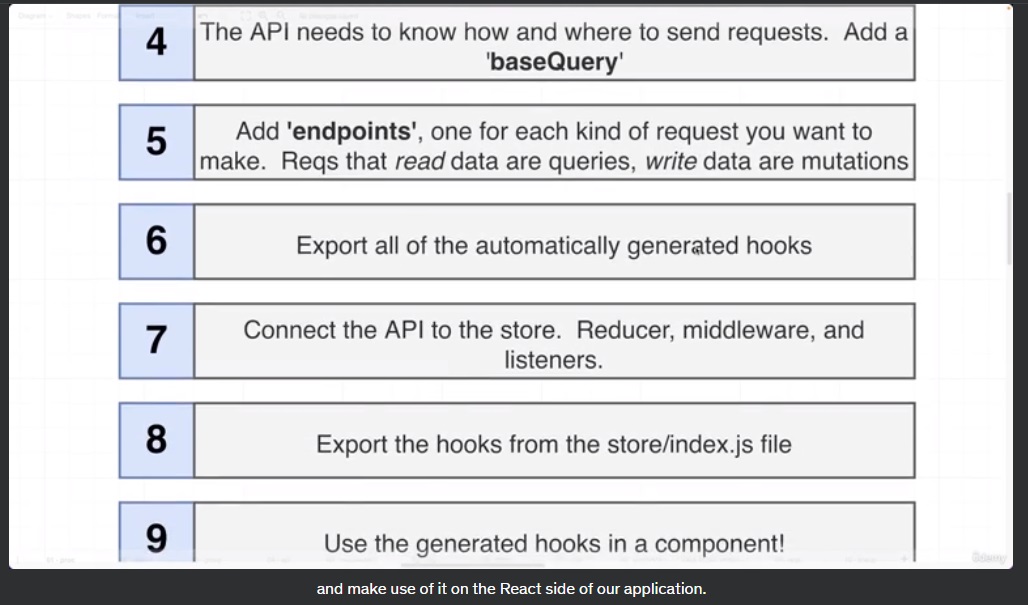 4
The API needs to know how and where to send requests.  Add a
'baseQuery'
5
Add 'endpoints', one for each kind of request you want to
make.  Reqs that read data are queries, write data are mutations
6
Export all of the automatically generated hooks
7
Connect the API to the store.  Reducer, middleware, and
listeners.
8
Export the hooks from the store/index.js file
9
Use the generated hooks in a component!
Udemy
and make use of it on the React side of our application.